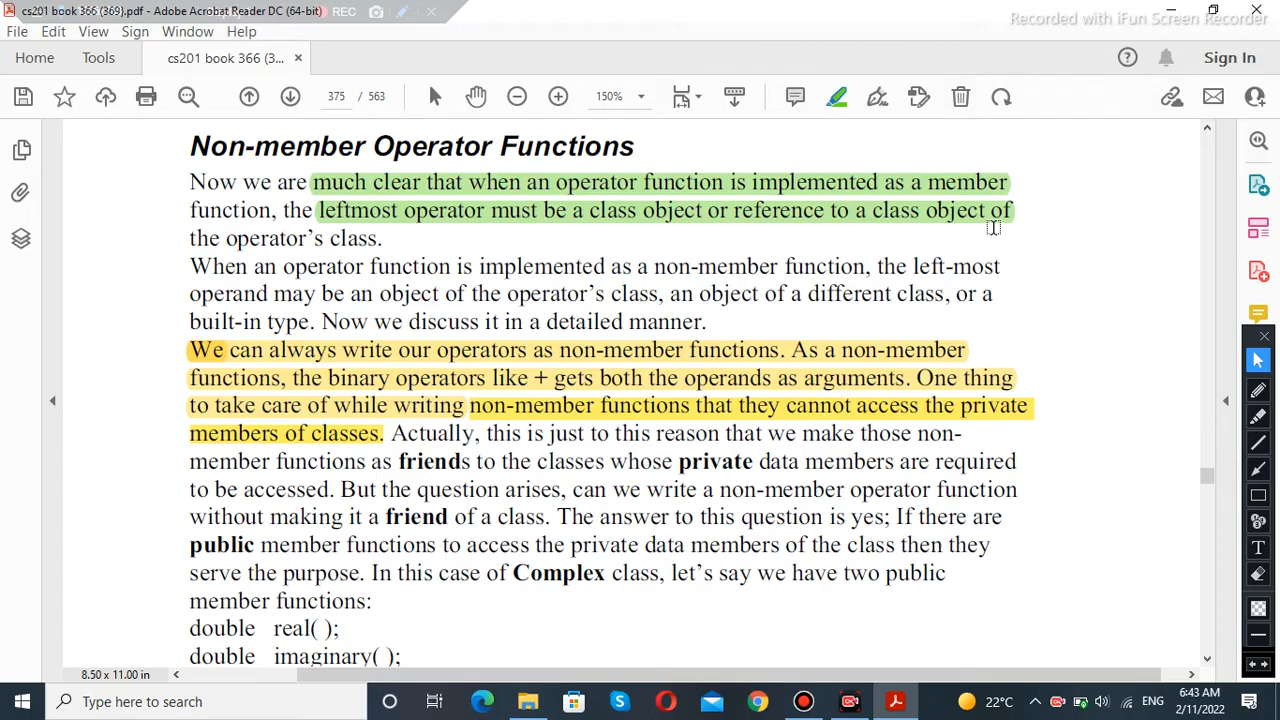 cs201 book 366 (369).pdf - Adobe Acrobat Reader DC (64-bit)
REC
Recorded with iFun Screen Recorder
File Edit View Sign Window Help
Home Tools cs201 book 366 (3... × Sign In
375 / 563 150%
Non-member Operator Functions
Now we are much clear that when an operator function is implemented as a member
function, the leftmost operator must be a class object or reference to a class object of
the operator's class.
When an operator function is implemented as a non-member function, the left-most
operand may be an object of the operator's class, an object of a different class, or a
built-in type. Now we discuss it in a detailed manner.
We can always write our operators as non-member functions. As a non-member
functions, the binary operators like + gets both the operands as arguments. One thing
to take care of while writing non-member functions that they cannot access the private
members of classes. Actually, this is just to this reason that we make those non-
member functions as friends to the classes whose private data members are required
to be accessed. But the question arises, can we write a non-member operator function
without making it a friend of a class. The answer to this question is yes; If there are
public member functions to access the private data members of the class then they
serve the purpose. In this case of Complex class, let's say we have two public
member functions:
double real( );
double imaginary( );
8.50 x 11.00 in
Type here to search
22°C ENG 6:43 AM
2/11/2022